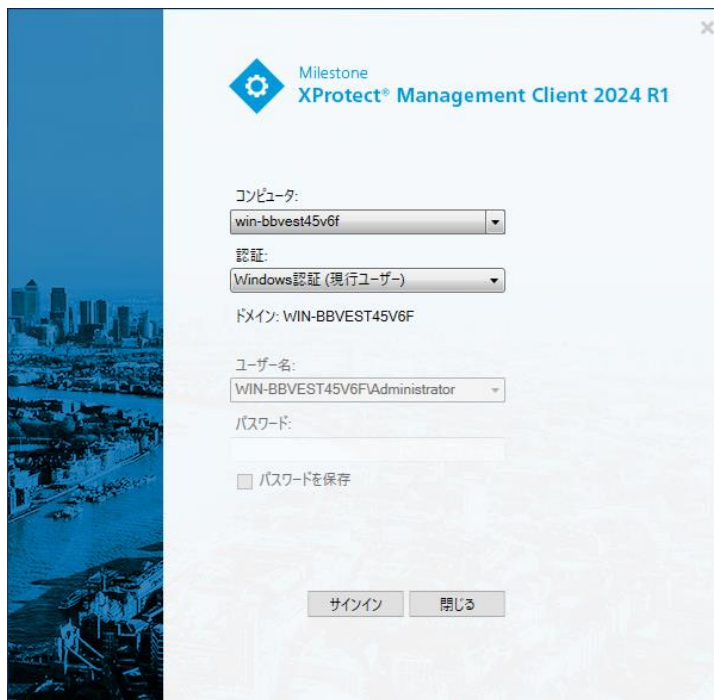 Milestone
XProtect® Management Client 2024 R1
コンピュータ:
win-bbvest45v6f
認証:
Windows認証 (現行ユーザー)
ドメイン: WIN-BBVEST45V6F
ユーザー名:
WIN-BBVEST45V6F\Administrator
パスワード:
パスワードを保存
サインイン 閉じる